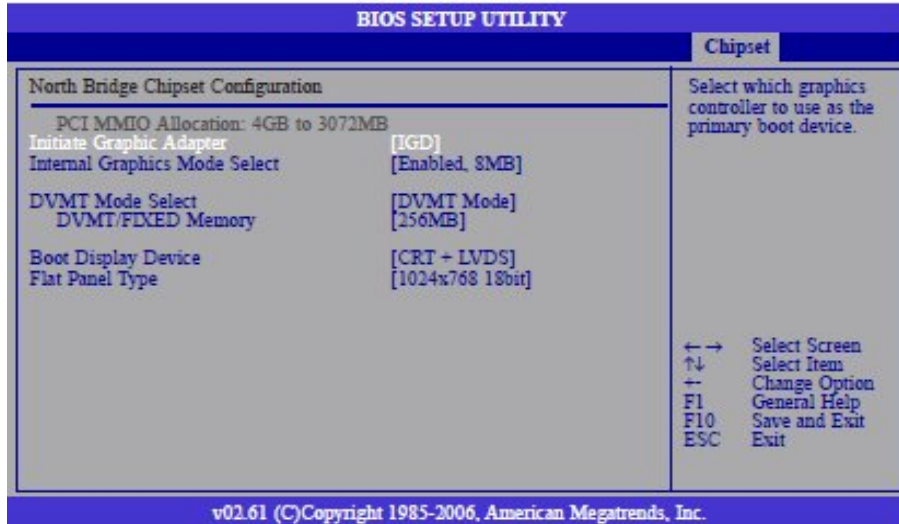 BIOS SETUP UTILITY
Chipset
North Bridge Chipset Configuration
PCI MMIO Allocation: 4GB to 3072MB
Initiate Graphic Adapter [IGD]
Internal Graphics Mode Select [Enabled, 8MB]
DVMT Mode Select [DVMT Mode]
DVMT/FIXED Memory [256MB]
Boot Display Device [CRT + LVDS]
Flat Panel Type [1024x768 18bit]
Select which graphics
controller to use as the
primary boot device.
←→ Select Screen
↑↓ Select Item
+- Change Option
F1 General Help
F10 Save and Exit
ESC Exit
v02.61 (C)Copyright 1985-2006, American Megatrends, Inc.